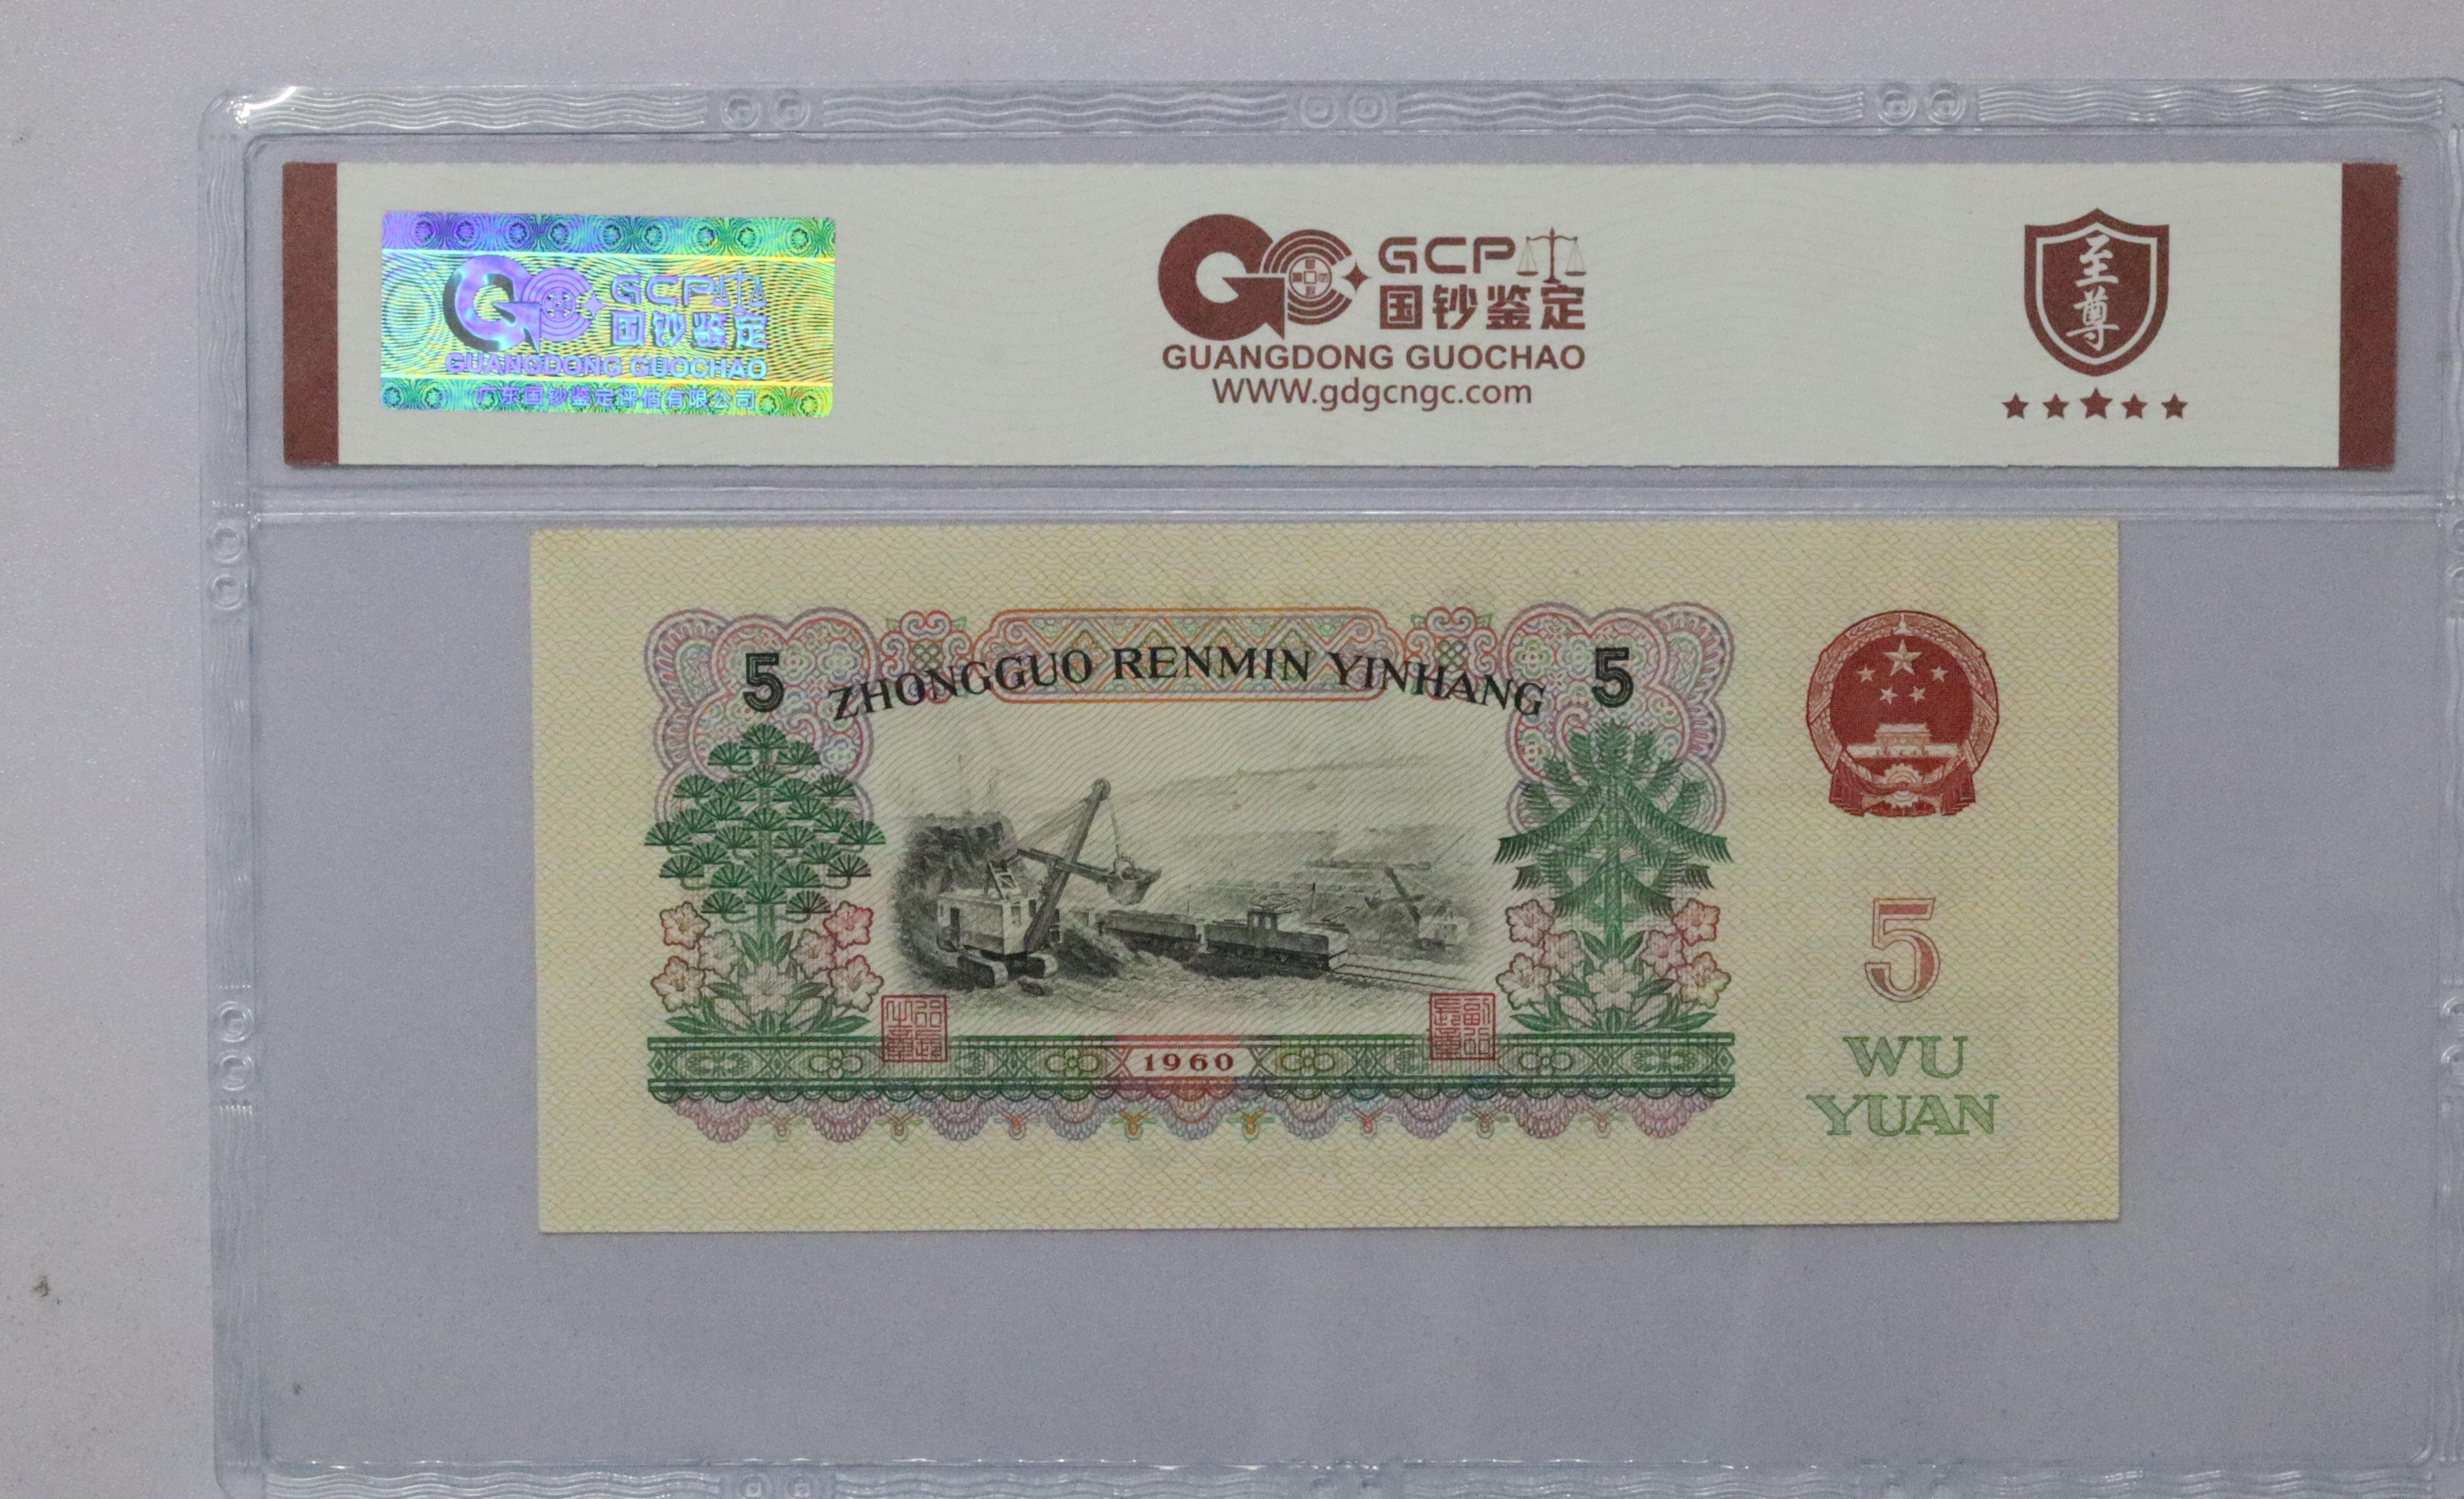 GCP
国钞鉴定
GUANGDONG GUOCHAO
广东国钞鉴定评估有限公司
GCP
国钞鉴定
GUANGDONG GUOCHAO
WWW.gdgcngc.com
至尊
5 ZHONGGUO RENMIN YINHANG 5
1960
5
WU
YUAN